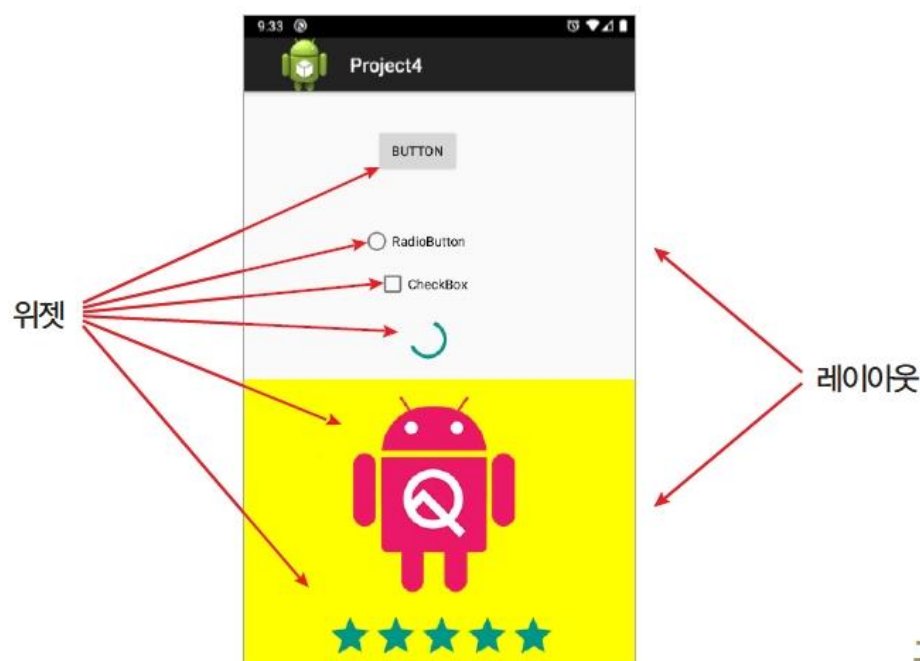 9:33
Project4
BUTTON
RadioButton
CheckBox
위젯
레이아웃